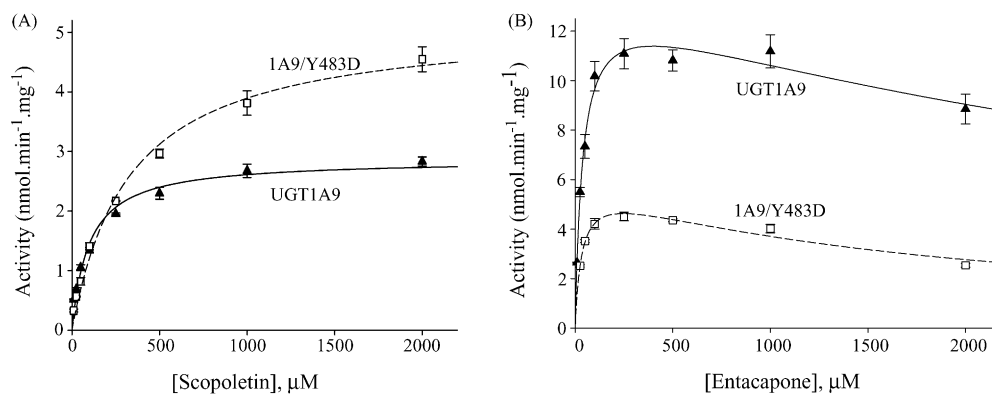 (A)
Activity (nmol.min-1.mg-1)
5
4
3
2
1
0
1A9/Y483D
UGT1A9
0 500 1000 1500 2000
[Scopoletin], μM
(B)
Activity (nmol.min-1.mg-1)
12
10
8
6
4
2
0
UGT1A9
1A9/Y483D
0 500 1000 1500 2000
[Entacapone], μM